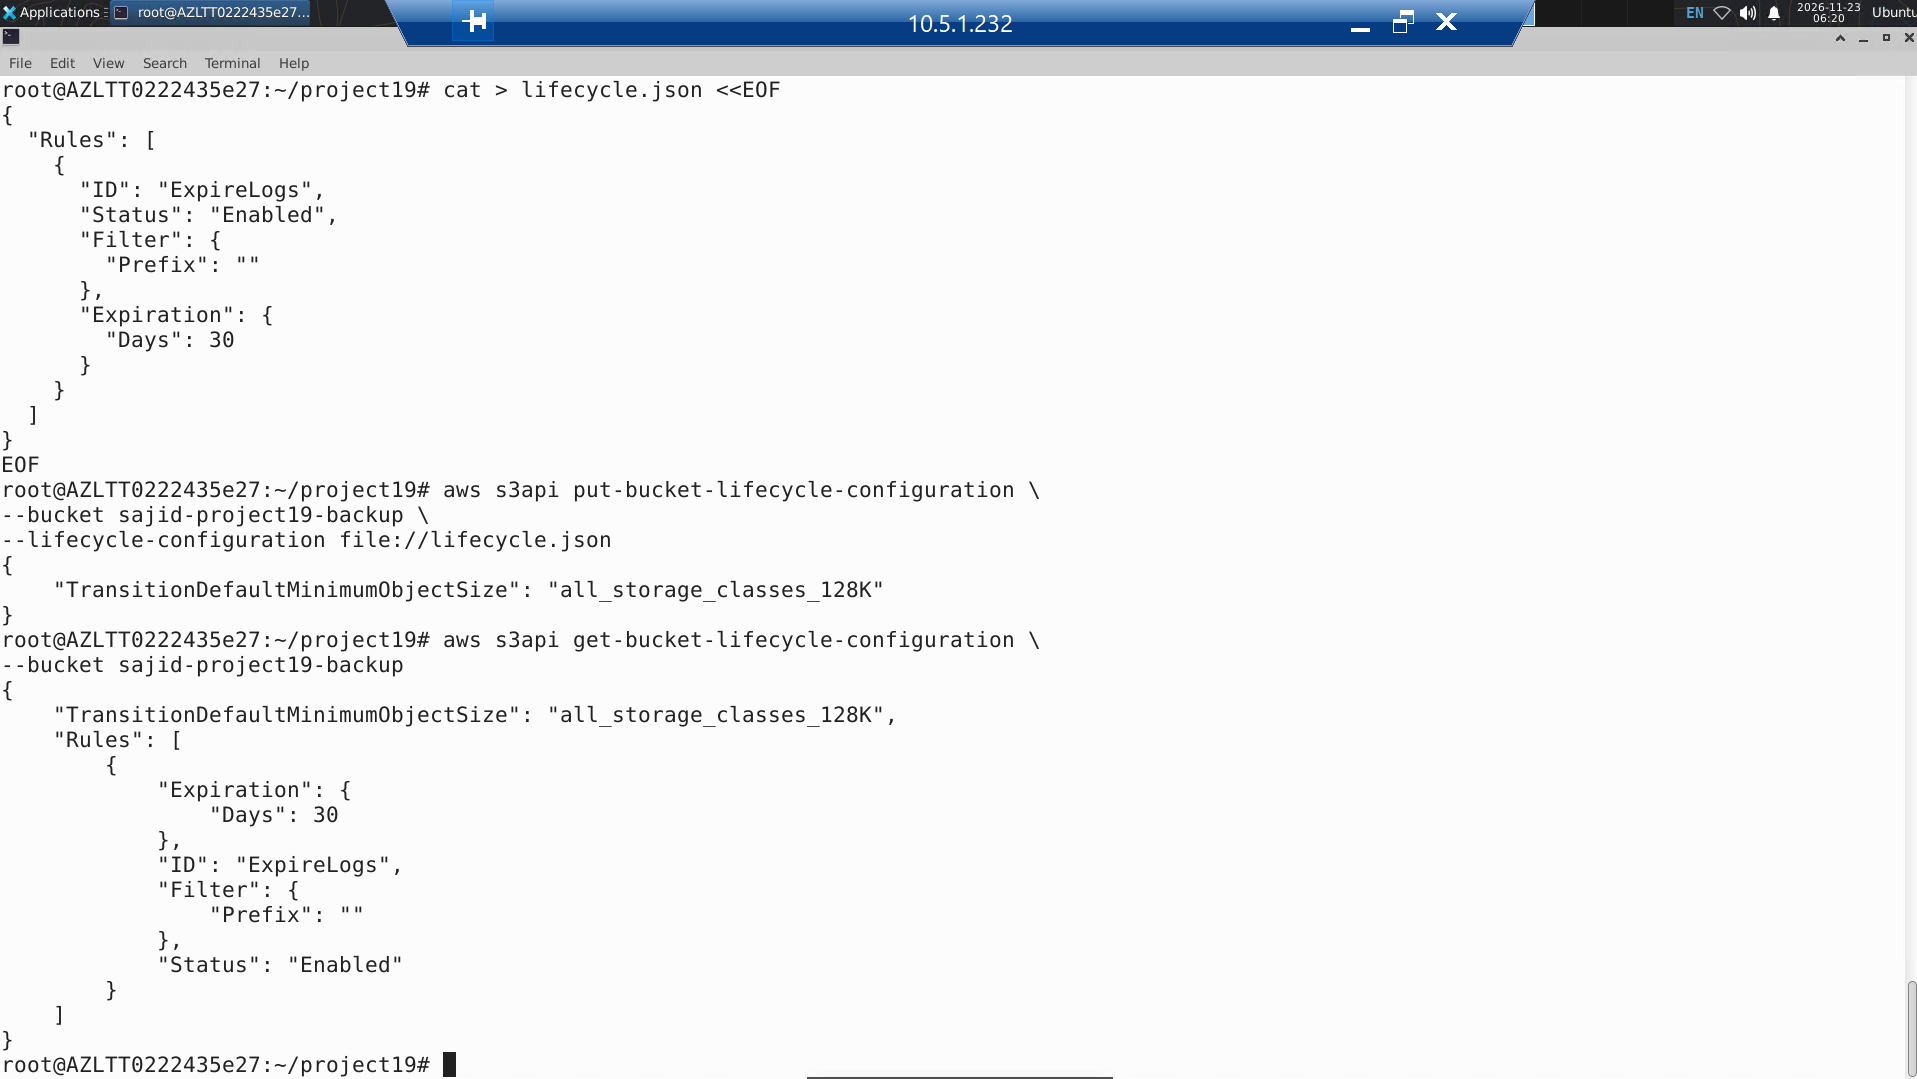 Applications
root@AZLTT0222435e27:...
10.5.1.232
EN
2026-11-23
06:20
Ubuntu
File Edit View Search Terminal Help
root@AZLTT0222435e27:~/project19# cat > lifecycle.json <<EOF
{
  "Rules": [
    {
      "ID": "ExpireLogs",
      "Status": "Enabled",
      "Filter": {
        "Prefix": ""
      },
      "Expiration": {
        "Days": 30
      }
    }
  ]
}
EOF
root@AZLTT0222435e27:~/project19# aws s3api put-bucket-lifecycle-configuration \
--bucket sajid-project19-backup \
--lifecycle-configuration file://lifecycle.json
{
    "TransitionDefaultMinimumObjectSize": "all_storage_classes_128K"
}
root@AZLTT0222435e27:~/project19# aws s3api get-bucket-lifecycle-configuration \
--bucket sajid-project19-backup
{
    "TransitionDefaultMinimumObjectSize": "all_storage_classes_128K",
    "Rules": [
        {
            "Expiration": {
                "Days": 30
            },
            "ID": "ExpireLogs",
            "Filter": {
                "Prefix": ""
            },
            "Status": "Enabled"
        }
    ]
}
root@AZLTT0222435e27:~/project19#